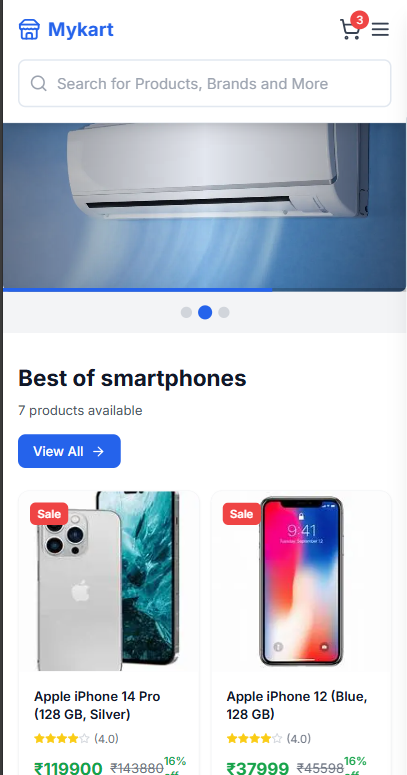 Mykart
3
Search for Products, Brands and More
Best of smartphones
7 products available
View All
Sale
Sale
9:41
Tuesday, September 12
Apple iPhone 14 Pro
(128 GB, Silver)
Apple iPhone 12 (Blue,
128 GB)
(4.0)
(4.0)
₹119900 ₹143880 16%
off
₹37999 ₹45598 16%
off